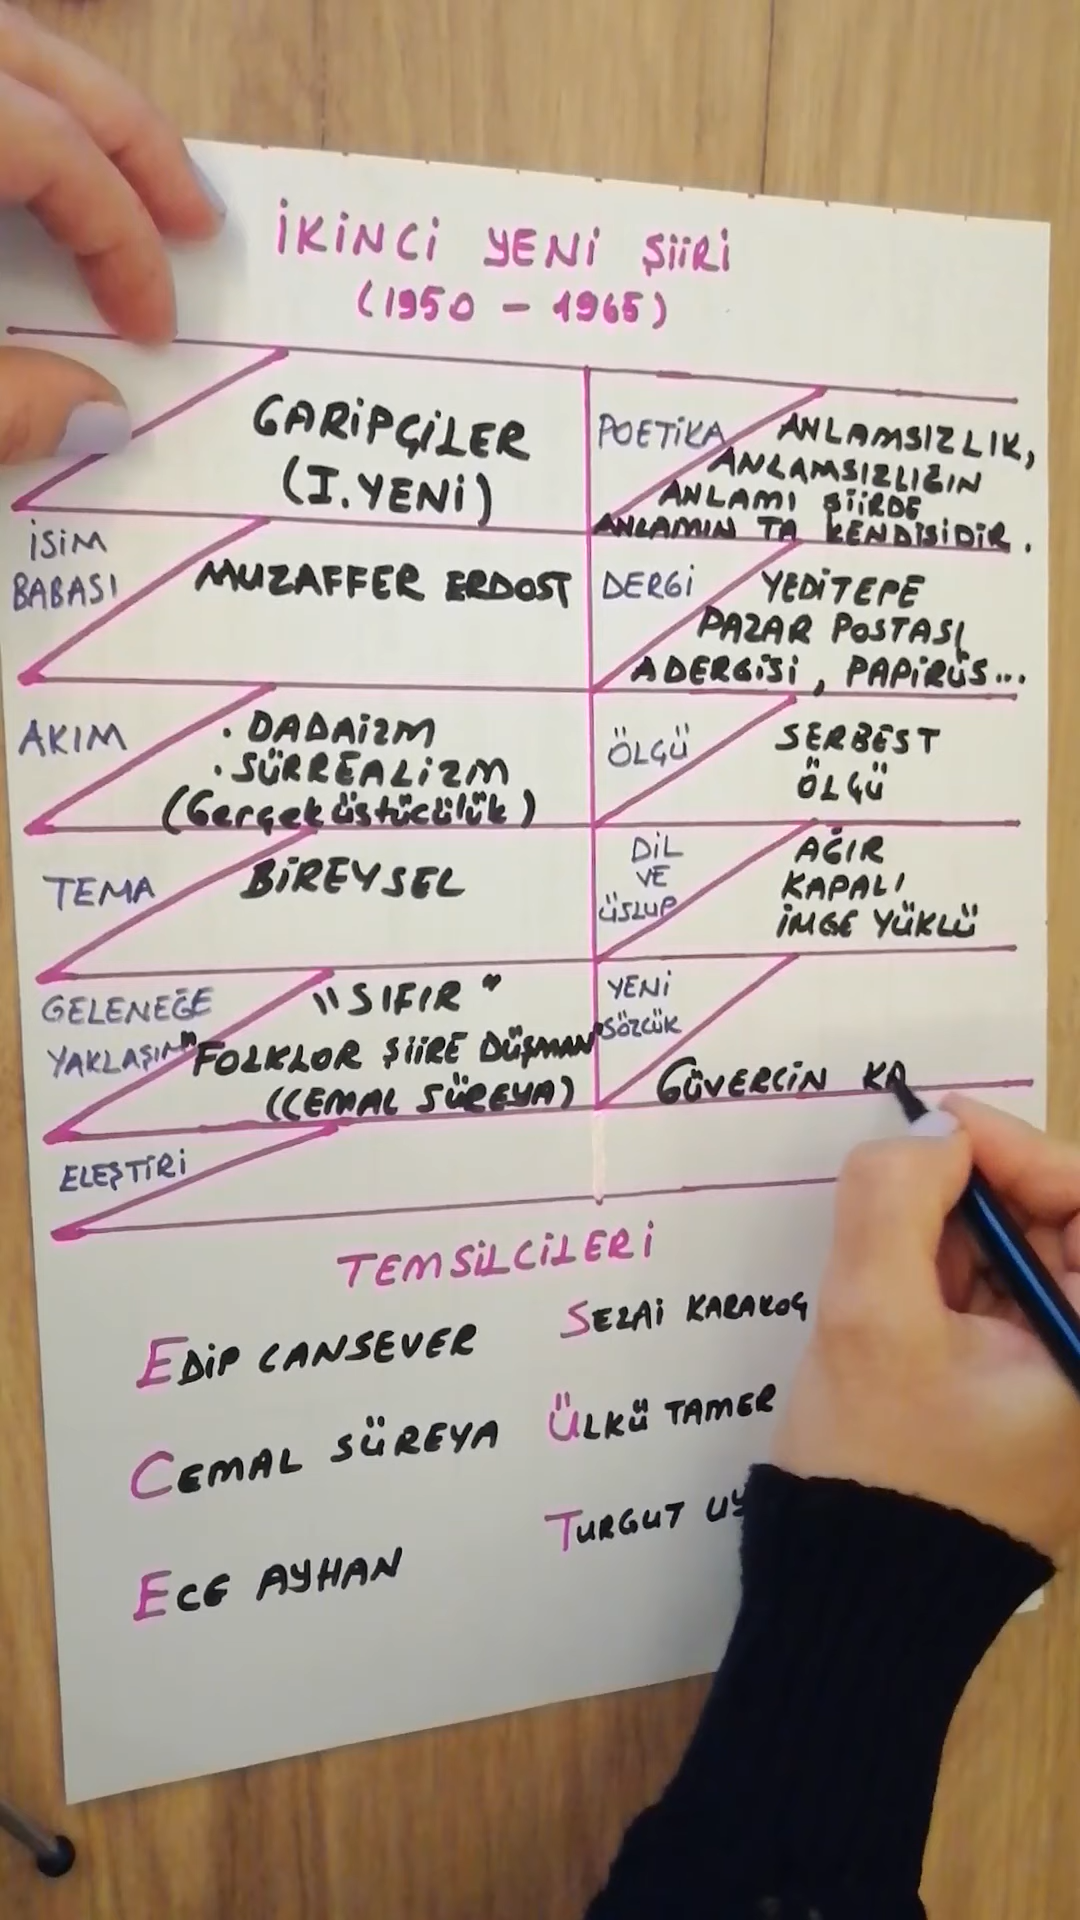 İKİNCİ YENİ ŞİİRİ
(1950 - 1965)
GARİPÇİLER
(I. YENİ)
İSİM
BABASI
MUZAFFER ERDOST
AKIM
• DADAİZM
• SÜRREALİZM
(Gerçeküstücülük)
TEMA
BİREYSEL
GELENEĞE
YAKLAŞIM
"SIFIR"
"FOLKLOR ŞİİRE DÜŞMAN"
(CEMAL SÜREYA)
ELEŞTİRİ
POETİKA
ANLAMSIZLIK,
ANLAMSIZLIĞIN
ANLAMI ŞİİRDE
ANLAMIN TA KENDİSİDİR.
DERGİ
YEDİTEPE
PAZAR POSTASI
A DERGİSİ, PAPİRÜS...
ÖLÇÜ
SERBEST
ÖLÇÜ
DİL
VE
ÜSLUP
AĞIR
KAPALI
İMGE YÜKLÜ
YENİ
SÖZCÜK
GÜVERCİN KA
TEMSİLCİLERİ
EDİP CANSEVER
CEMAL SÜREYA
ECE AYHAN
SEZAİ KARAKOÇ
ÜLKÜ TAMER
TURGUT UY